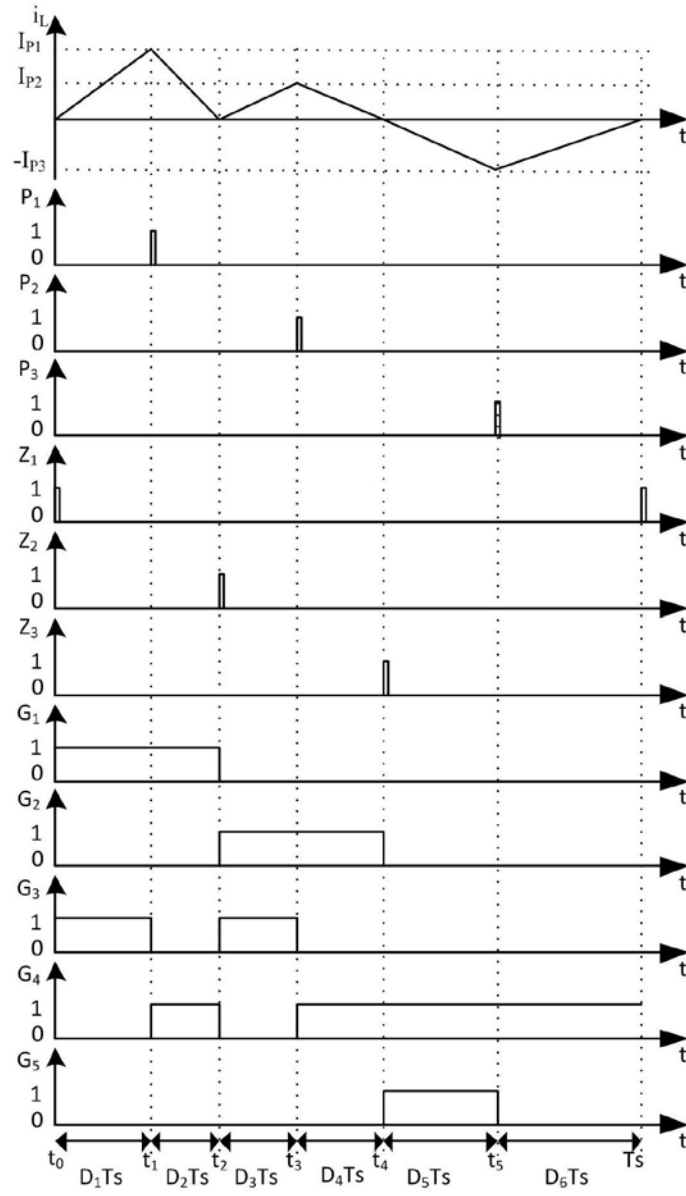 i_L
I_P1
I_P2
t
-I_P3
P_1
1
0
t
P_2
1
0
t
P_3
1
0
t
Z_1
1
0
t
Z_2
1
0
t
Z_3
1
0
t
G_1
1
0
t
G_2
1
0
t
G_3
1
0
t
G_4
1
0
t
G_5
1
0
t
t_0 t_1 t_2 t_3 t_4 t_5 Ts
D_1Ts D_2Ts D_3Ts D_4Ts D_5Ts D_6Ts